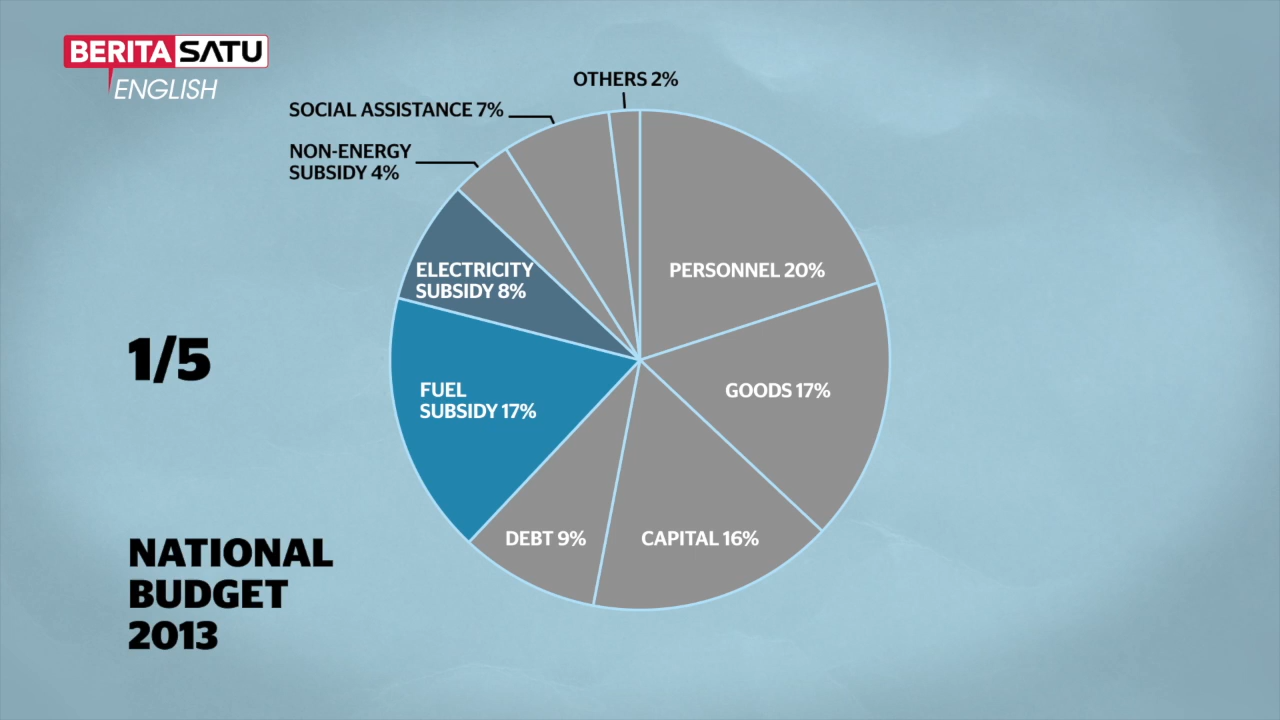 BERITA SATU
ENGLISH
OTHERS 2%
SOCIAL ASSISTANCE 7%
NON-ENERGY
SUBSIDY 4%
ELECTRICITY
SUBSIDY 8%
PERSONNEL 20%
1/5
FUEL
SUBSIDY 17%
GOODS 17%
DEBT 9%
CAPITAL 16%
NATIONAL
BUDGET
2013